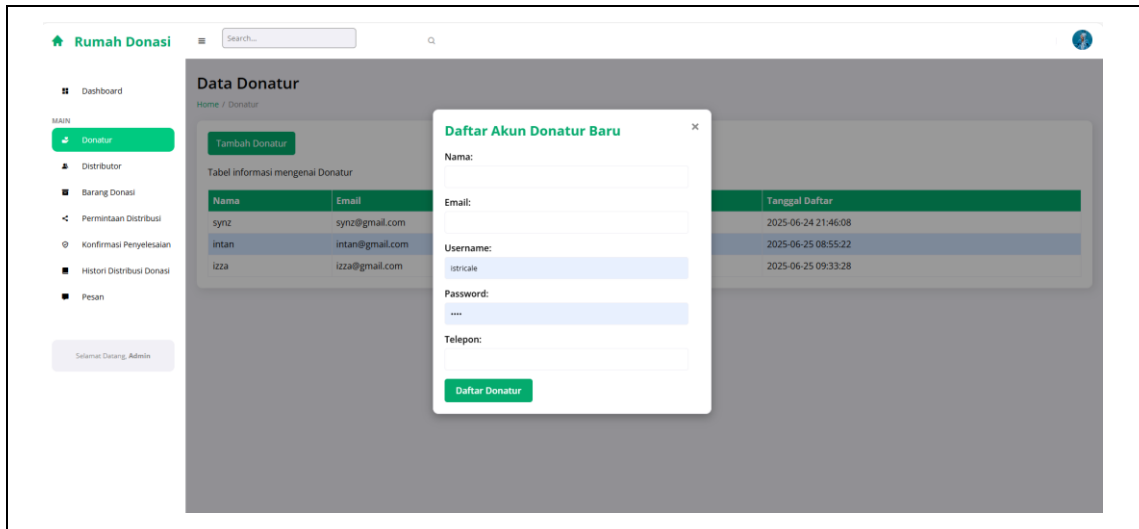 Rumah Donasi
Search...
Dashboard
MAIN
Donatur
Distributor
Barang Donasi
Permintaan Distribusi
Konfirmasi Penyelesaian
Histori Distribusi Donasi
Pesan
Selamat Datang, Admin
Data Donatur
Home / Donatur
Tambah Donatur
Tabel informasi mengenai Donatur
Nama Email Tanggal Daftar
synz synz@gmail.com 2025-06-24 21:46:08
intan intan@gmail.com 2025-06-25 08:55:22
izza izza@gmail.com 2025-06-25 09:33:28
Daftar Akun Donatur Baru ×
Nama:
Email:
Username:
istricale
Password:
••••
Telepon:
Daftar Donatur